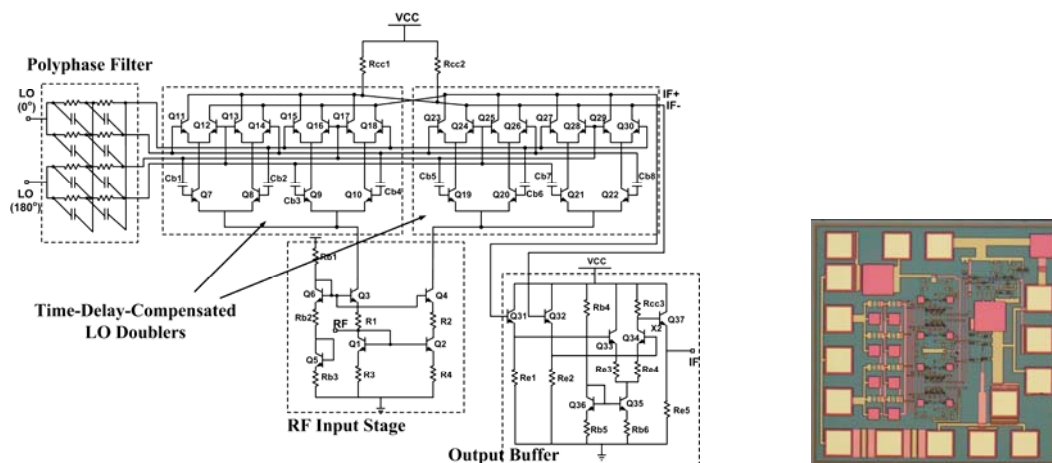 VCC
Polyphase Filter
Rcc1 Rcc2
LO
(0°)
IF+
IF-
Q11 Q12 Q13 Q14 Q15 Q16 Q17 Q18 Q23 Q24 Q25 Q26 Q27 Q28 Q29 Q30
LO
(180°)
Cb1 Cb2 Cb3 Cb4 Cb5 Cb6 Cb7 Cb8
Q7 Q8 Q9 Q10 Q19 Q20 Q21 Q22
Time-Delay-Compensated
LO Doublers
Rb1
Q6 Q3 Q4
Rb2 RF R1 R2
Q5 Q1 Q2
Rb3 R3 R4
RF Input Stage
VCC
Rb4 Rcc3
Q31 Q32 Q33 Q34 X2 Q37
IF
Re1 Re2 Re3 Re4
Q36 Q35
Rb5 Rb6 Re5
Output Buffer